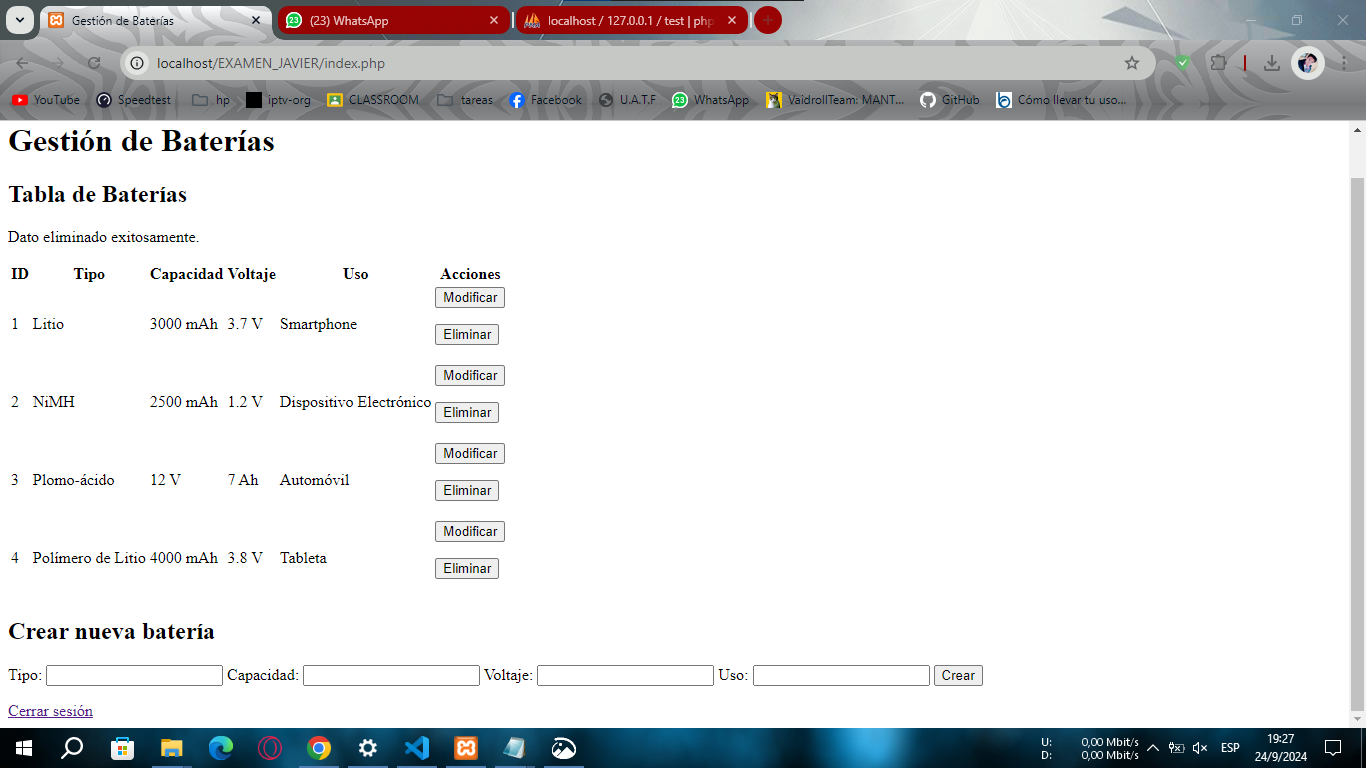 Gestión de Baterías
(23) WhatsApp
localhost / 127.0.0.1 / test | php
localhost/EXAMEN_JAVIER/index.php
YouTube Speedtest hp iptv-org CLASSROOM tareas Facebook U.A.T.F WhatsApp VaidrollTeam: MANT... GitHub Cómo llevar tu uso...
Gestión de Baterías
Tabla de Baterías
Dato eliminado exitosamente.
ID Tipo Capacidad Voltaje Uso Acciones
Modificar
1 Litio 3000 mAh 3.7 V Smartphone
Eliminar
Modificar
2 NiMH 2500 mAh 1.2 V Dispositivo Electrónico
Eliminar
Modificar
3 Plomo-ácido 12 V 7 Ah Automóvil
Eliminar
Modificar
4 Polímero de Litio 4000 mAh 3.8 V Tableta
Eliminar
Crear nueva batería
Tipo: Capacidad: Voltaje: Uso: Crear
Cerrar sesión
U: 0,00 Mbit/s
D: 0,00 Mbit/s
ESP
19:27
24/9/2024